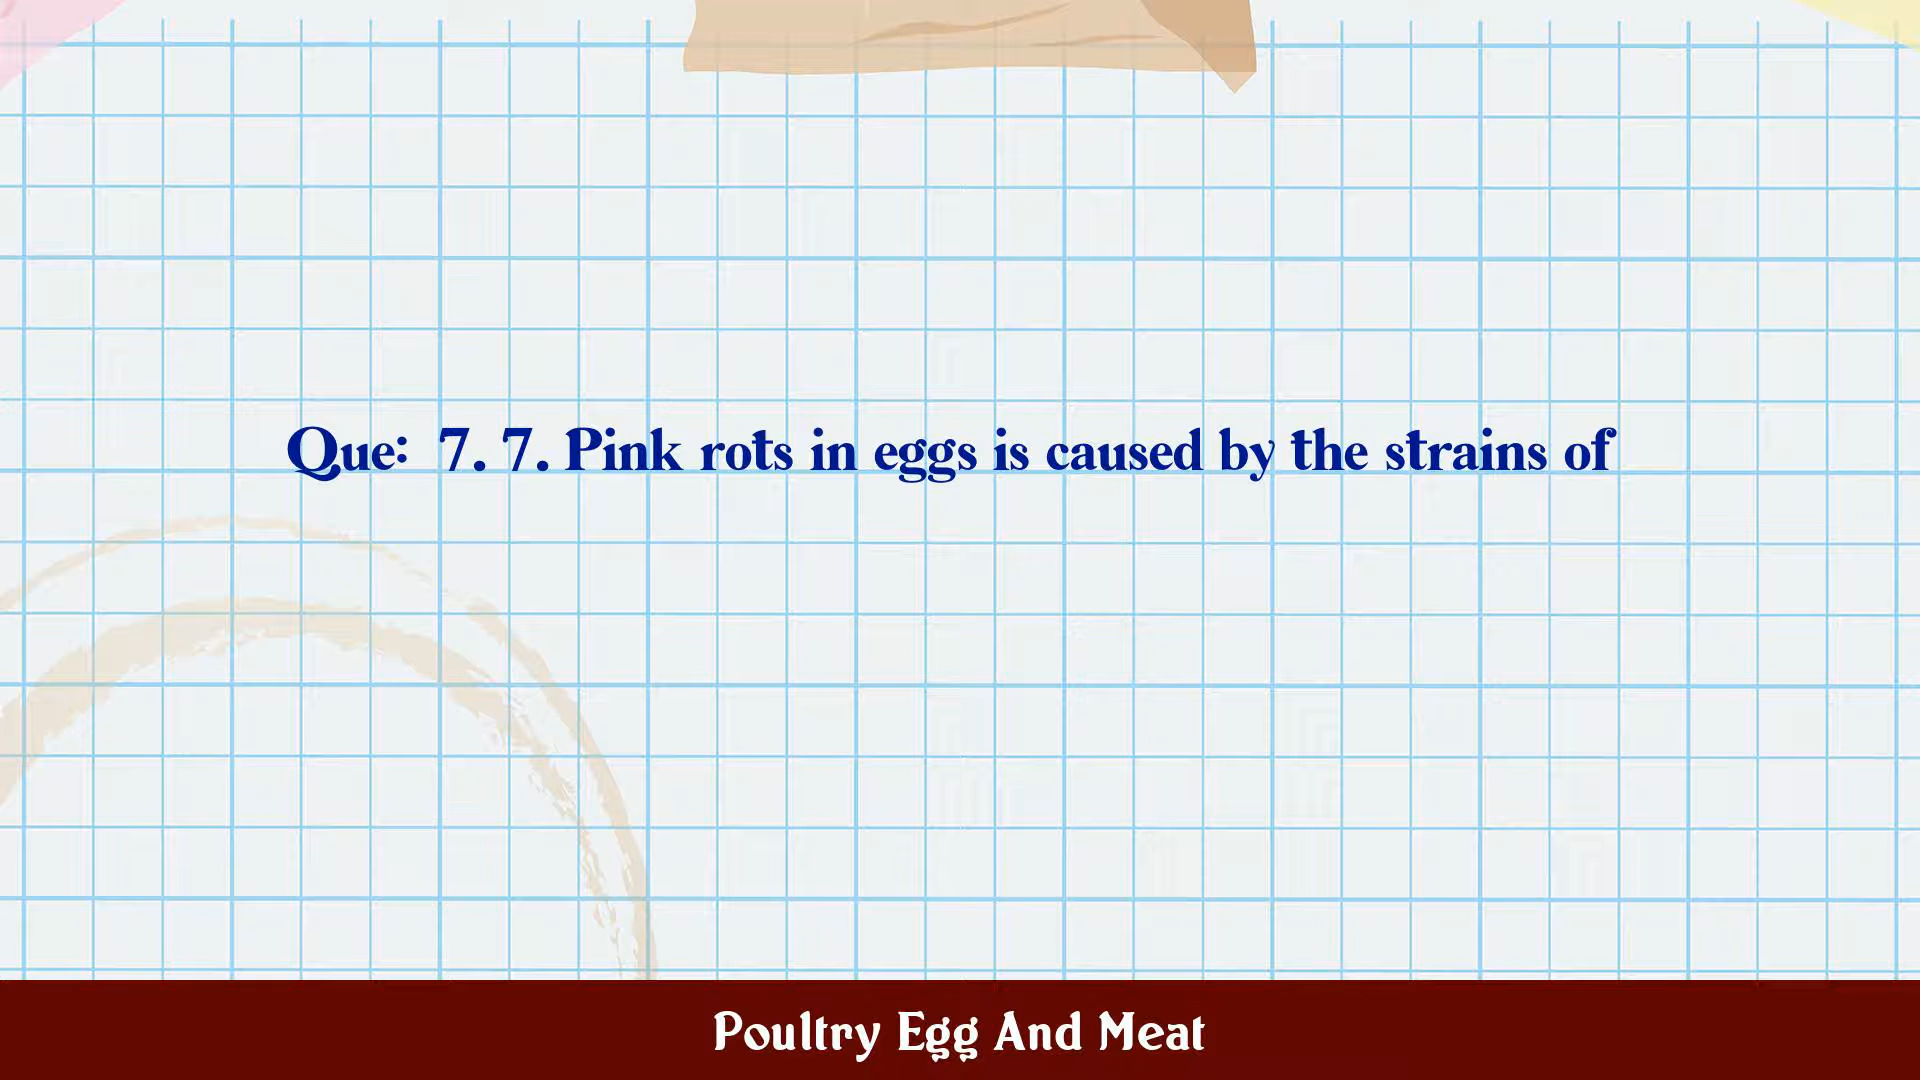 Que: 7. 7. Pink rots in eggs is caused by the strains of
Poultry Egg And Meat